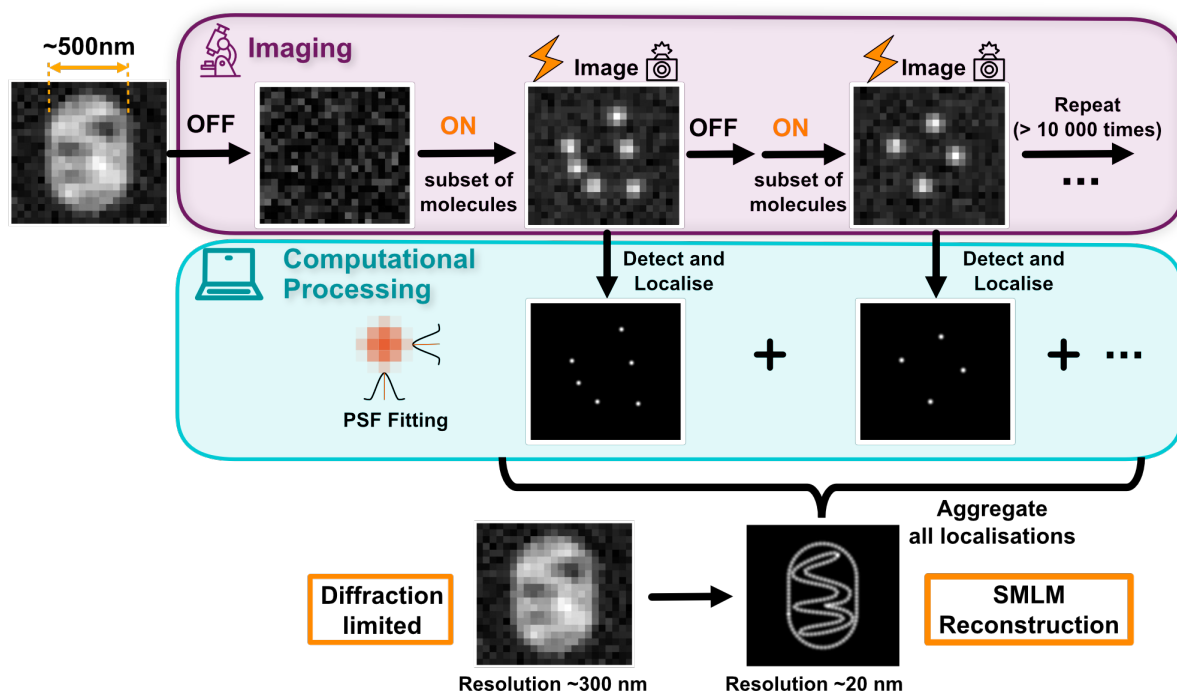 ~500nm
Imaging
OFF
ON
subset of
molecules
Image
OFF
ON
subset of
molecules
Image
Repeat
(> 10 000 times)
...
Computational
Processing
PSF Fitting
Detect and
Localise
+
Detect and
Localise
+ ...
Aggregate
all localisations
Diffraction
limited
Resolution ~300 nm
Resolution ~20 nm
SMLM
Reconstruction